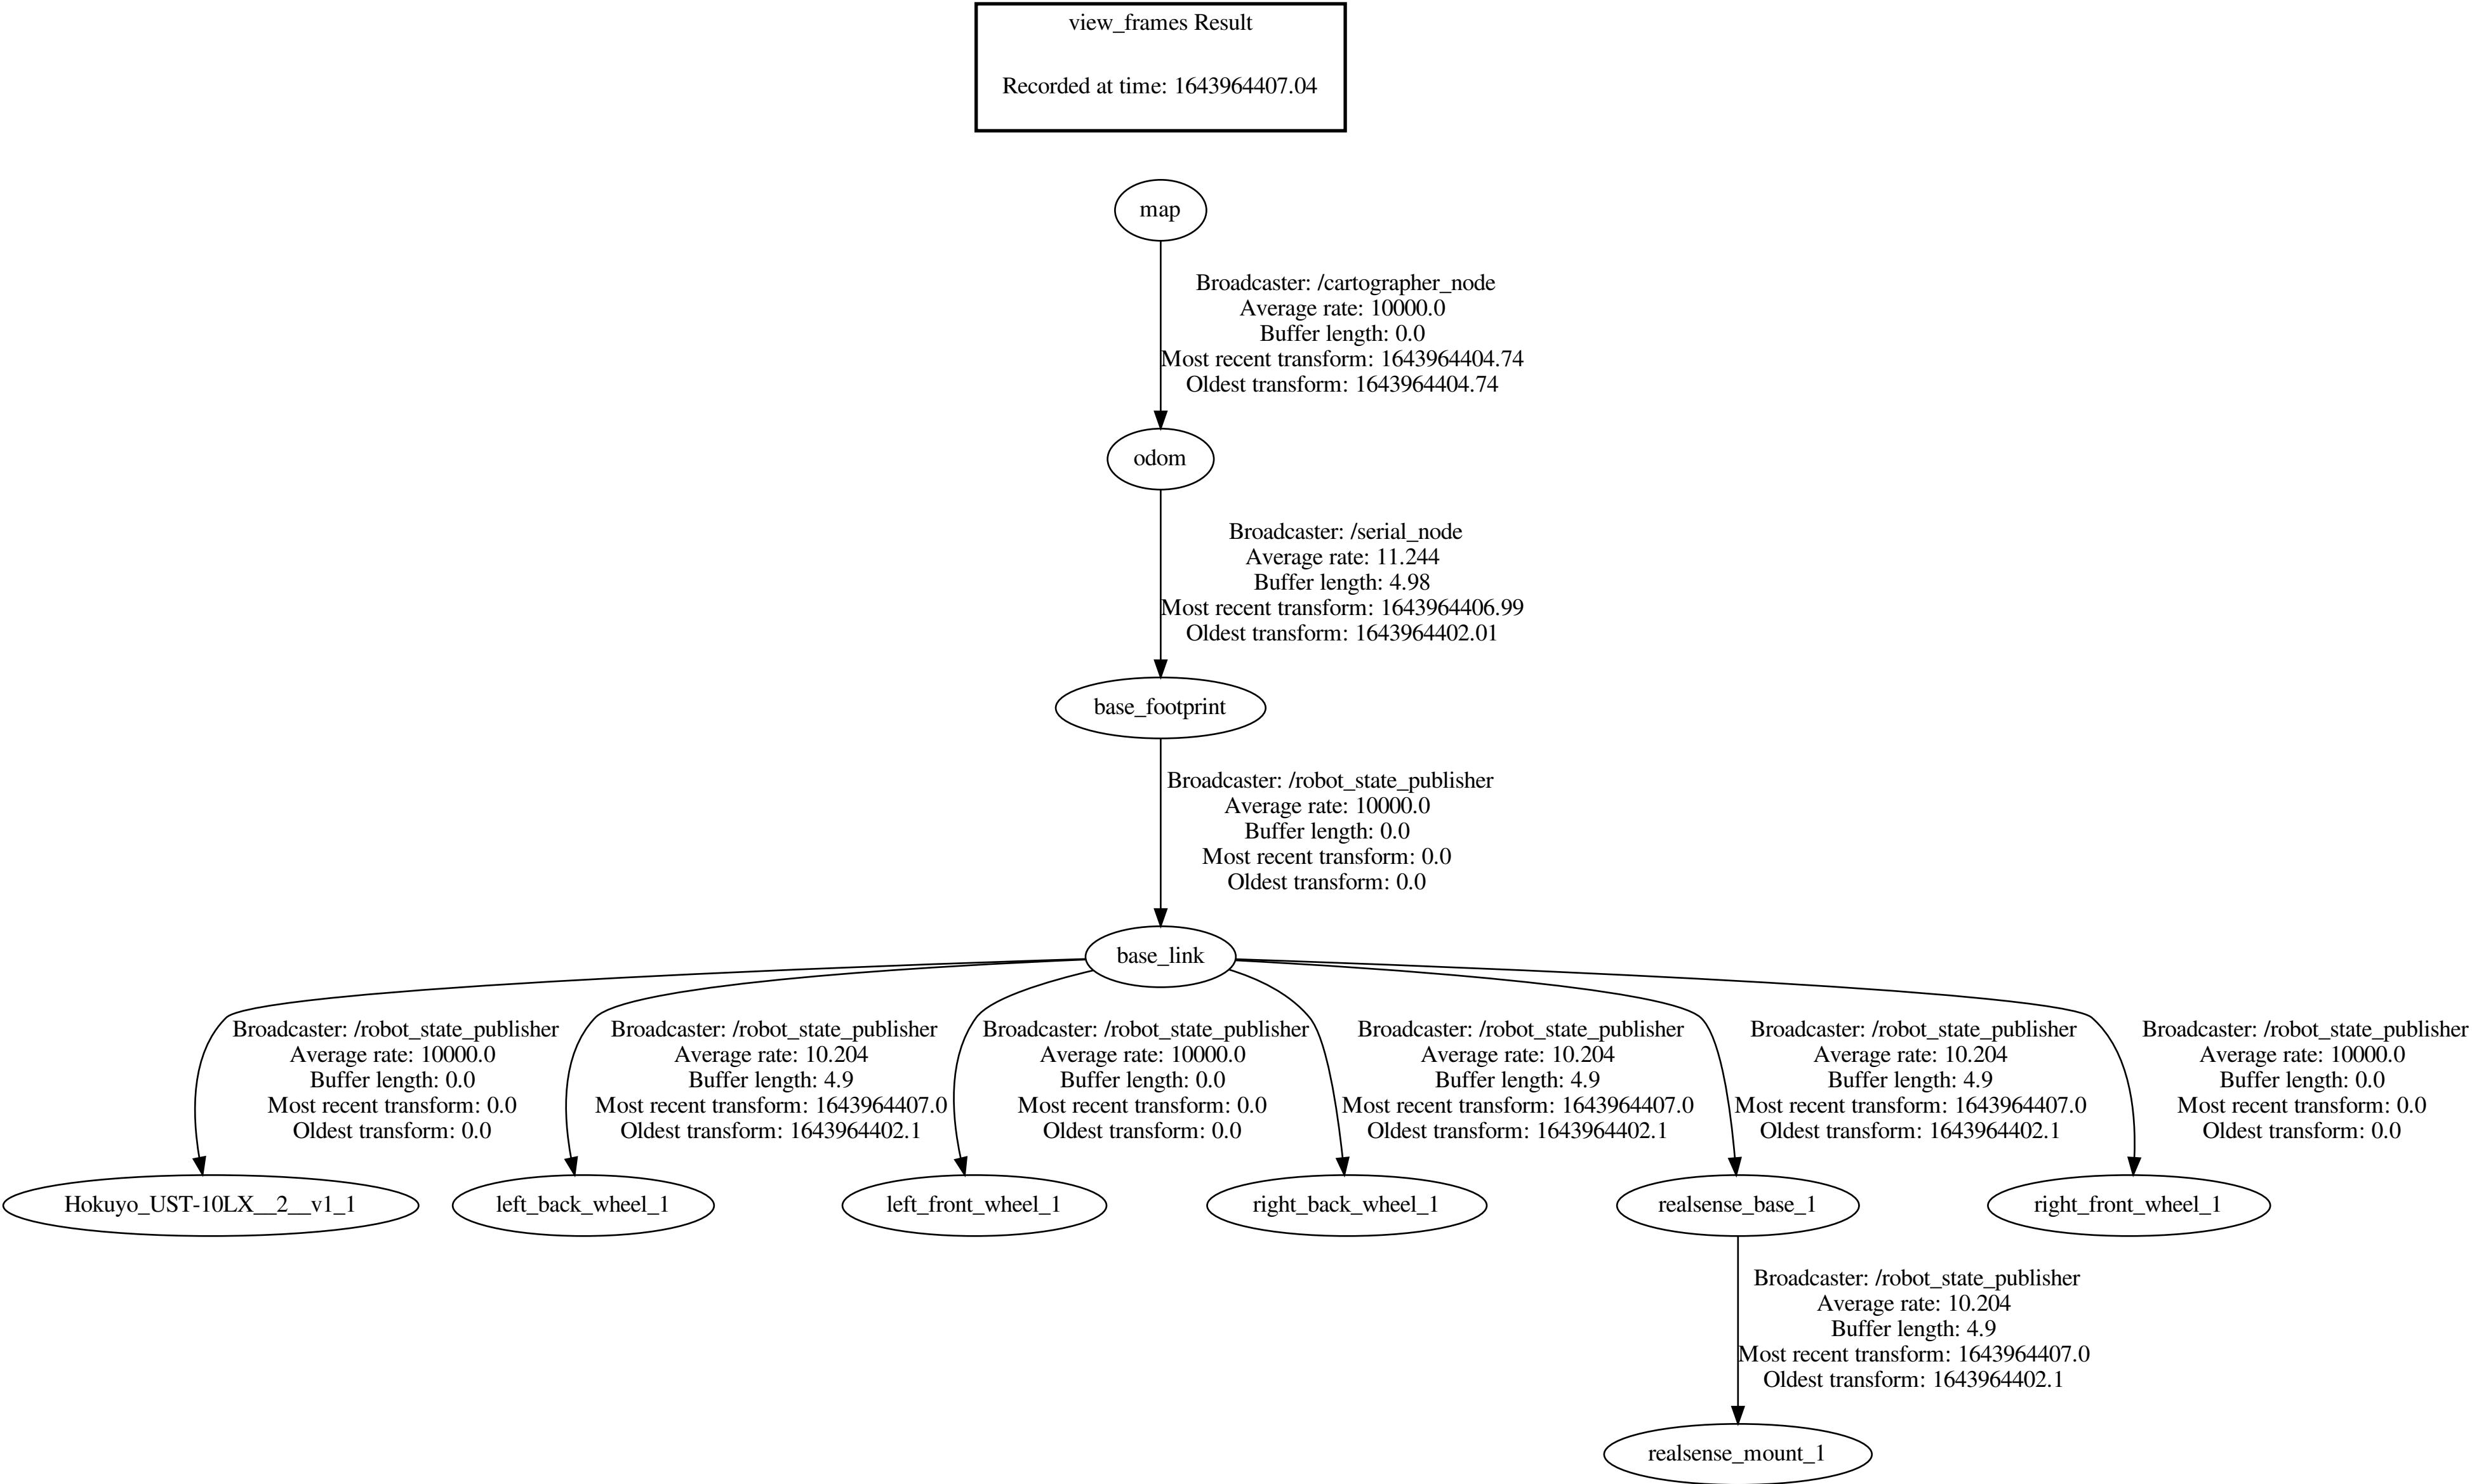 view_frames Result
Recorded at time: 1643964407.04
map
Broadcaster: /cartographer_node
Average rate: 10000.0
Buffer length: 0.0
Most recent transform: 1643964404.74
Oldest transform: 1643964404.74
odom
Broadcaster: /serial_node
Average rate: 11.244
Buffer length: 4.98
Most recent transform: 1643964406.99
Oldest transform: 1643964402.01
base_footprint
Broadcaster: /robot_state_publisher
Average rate: 10000.0
Buffer length: 0.0
Most recent transform: 0.0
Oldest transform: 0.0
base_link
Broadcaster: /robot_state_publisher
Average rate: 10000.0
Buffer length: 0.0
Most recent transform: 0.0
Oldest transform: 0.0
Broadcaster: /robot_state_publisher
Average rate: 10.204
Buffer length: 4.9
Most recent transform: 1643964407.0
Oldest transform: 1643964402.1
Broadcaster: /robot_state_publisher
Average rate: 10000.0
Buffer length: 0.0
Most recent transform: 0.0
Oldest transform: 0.0
Broadcaster: /robot_state_publisher
Average rate: 10.204
Buffer length: 4.9
Most recent transform: 1643964407.0
Oldest transform: 1643964402.1
Broadcaster: /robot_state_publisher
Average rate: 10.204
Buffer length: 4.9
Most recent transform: 1643964407.0
Oldest transform: 1643964402.1
Broadcaster: /robot_state_publisher
Average rate: 10000.0
Buffer length: 0.0
Most recent transform: 0.0
Oldest transform: 0.0
Hokuyo_UST-10LX__2__v1_1
left_back_wheel_1
left_front_wheel_1
right_back_wheel_1
realsense_base_1
right_front_wheel_1
Broadcaster: /robot_state_publisher
Average rate: 10.204
Buffer length: 4.9
Most recent transform: 1643964407.0
Oldest transform: 1643964402.1
realsense_mount_1